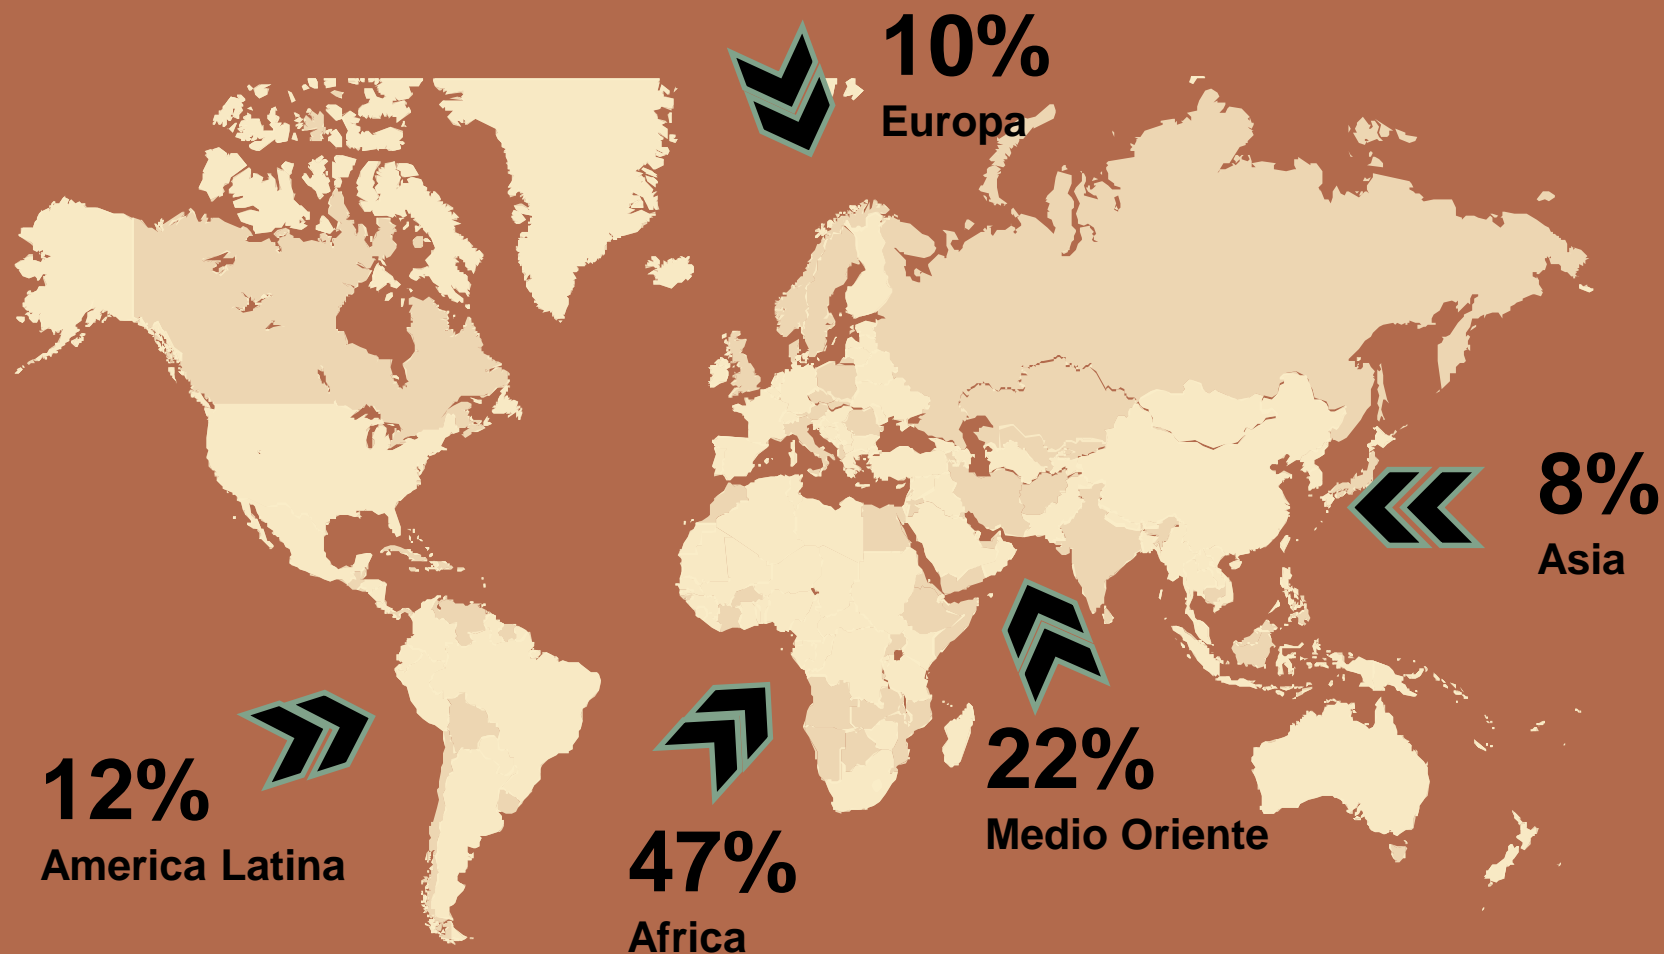 10%
Europa
8%
Asia
12%
America Latina
22%
Medio Oriente
47%
Africa